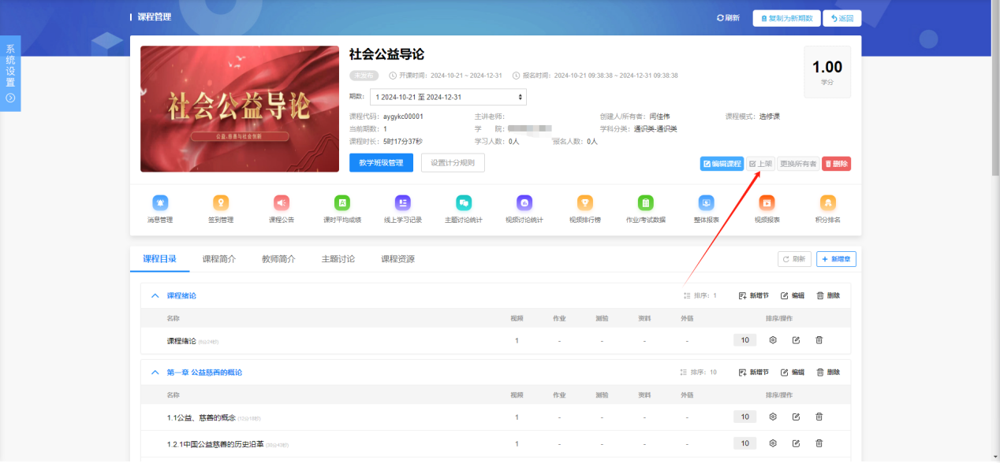 课程管理
刷新 复制为新期数 返回
系统设置
社会公益导论
公益、慈善与社会创新
社会公益导论
未发布 开课时间: 2024-10-21 ~ 2024-12-31 报名时间: 2024-10-21 09:38:38 ~ 2024-12-31 09:38:38
期数: 1 2024-10-21 至 2024-12-31
1.00
学分
课程代码: aygykc00001 主讲老师: 创建人/所有者: 闫佳伟 课程模式: 选修课
当前期数: 1 学 院: 学科分类: 通识类-通识类
课程时长: 5时17分37秒 学习人数: 0人 报名人数: 0人
教学班级管理 设置计分规则 编辑课程 上架 更换所有者 删除
消息管理 签到管理 课程公告 课时平均成绩 线上学习记录 主题讨论统计 视频讨论统计 视频排行榜 作业/考试数据 整体报表 视频报表 积分排名
课程目录 课程简介 教师简介 主题讨论 课程资源 刷新 + 新增章
课程绪论 排序: 1 新增节 编辑 删除
名称 视频 作业 测验 资料 外链 排序/操作
课程绪论 1 - - - - 10
第一章 公益慈善的概论 排序: 10 新增节 编辑 删除
名称 视频 作业 测验 资料 外链 排序/操作
1.1公益、慈善的概念 1 - - - - 10
1.2.1中国公益慈善的历史沿革 1 - - - - 10